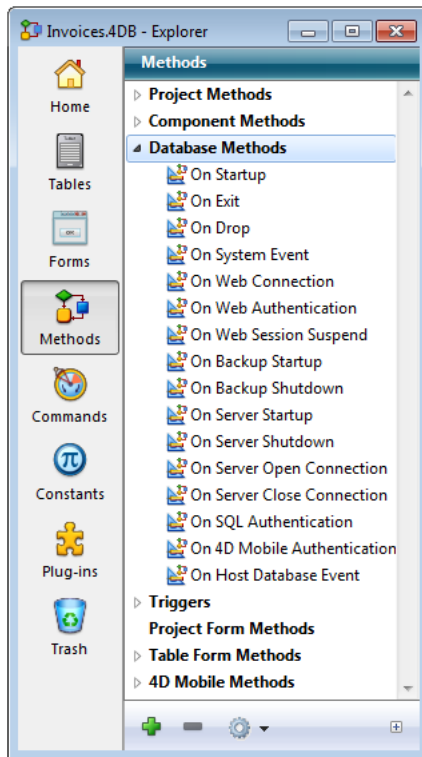 Invoices.4DB - Explorer
Home
Tables
Forms
Methods
Commands
Constants
Plug-ins
Trash
Methods
Project Methods
Component Methods
Database Methods
On Startup
On Exit
On Drop
On System Event
On Web Connection
On Web Authentication
On Web Session Suspend
On Backup Startup
On Backup Shutdown
On Server Startup
On Server Shutdown
On Server Open Connection
On Server Close Connection
On SQL Authentication
On 4D Mobile Authentication
On Host Database Event
Triggers
Project Form Methods
Table Form Methods
4D Mobile Methods